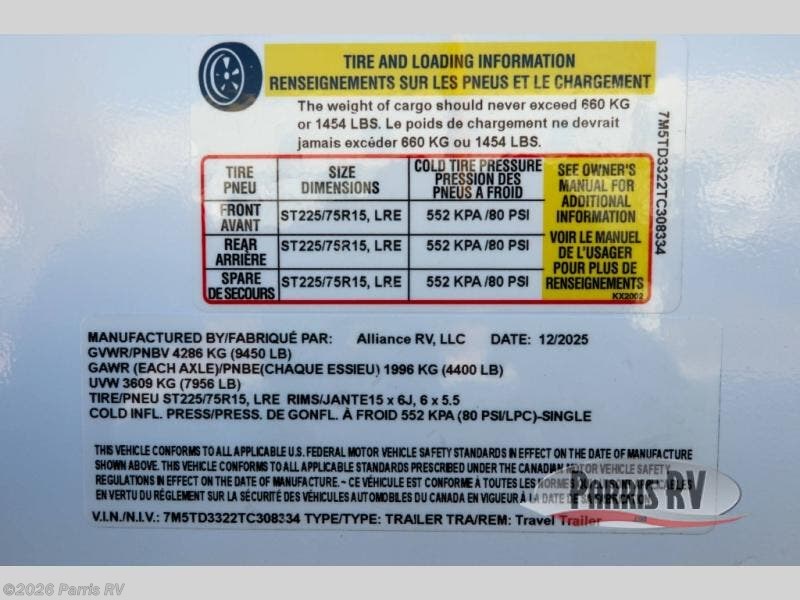 TIRE AND LOADING INFORMATION
RENSEIGNEMENTS SUR LES PNEUS ET LE CHARGEMENT
The weight of cargo should never exceed 660 KG
or 1454 LBS. Le poids de chargement ne devrait
jamais excéder 660 KG ou 1454 LBS.
TIRE PNEU SIZE DIMENSIONS COLD TIRE PRESSURE PRESSION DES PNEUS A FROID
FRONT AVANT ST225/75R15, LRE 552 KPA /80 PSI
REAR ARRIÈRE ST225/75R15, LRE 552 KPA /80 PSI
SPARE DE SECOURS ST225/75R15, LRE 552 KPA /80 PSI
SEE OWNER'S
MANUAL FOR
ADDITIONAL
INFORMATION
VOIR LE MANUEL
DE L'USAGER
POUR PLUS DE
RENSEIGNEMENTS
KX2002
7M5TD3322TC308334
MANUFACTURED BY/FABRIQUÉ PAR: Alliance RV, LLC DATE: 12/2025
GVWR/PNBV 4286 KG (9450 LB)
GAWR (EACH AXLE)/PNBE(CHAQUE ESSIEU) 1996 KG (4400 LB)
UVW 3609 KG (7956 LB)
TIRE/PNEU ST225/75R15, LRE RIMS/JANTE15 x 6J, 6 x 5.5
COLD INFL. PRESS/PRESS. DE GONFL. À FROID 552 KPA (80 PSI/LPC)-SINGLE
THIS VEHICLE CONFORMS TO ALL APPLICABLE U.S. FEDERAL MOTOR VEHICLE SAFETY STANDARDS IN EFFECT ON THE DATE OF MANUFACTURE
SHOWN ABOVE. THIS VEHICLE CONFORMS TO ALL APPLICABLE STANDARDS PRESCRIBED UNDER THE CANADIAN MOTOR VEHICLE SAFETY
REGULATIONS IN EFFECT ON THE DATE OF MANUFACTURE.~ CE VÉHICULE EST CONFORME À TOUTES LES
EN VERTU DU RÈGLEMENT SUR LA SÉCURITÉ DES VÉHICULES AUTOMOBILES DU CANADA EN VIGUEUR À LA DATE DE SA FABRICATION.
V.I.N./N.I.V.: 7M5TD3322TC308334 TYPE/TYPE: TRAILER TRA/REM: Travel Trailer
PARRIS RV
©2026 Parris RV